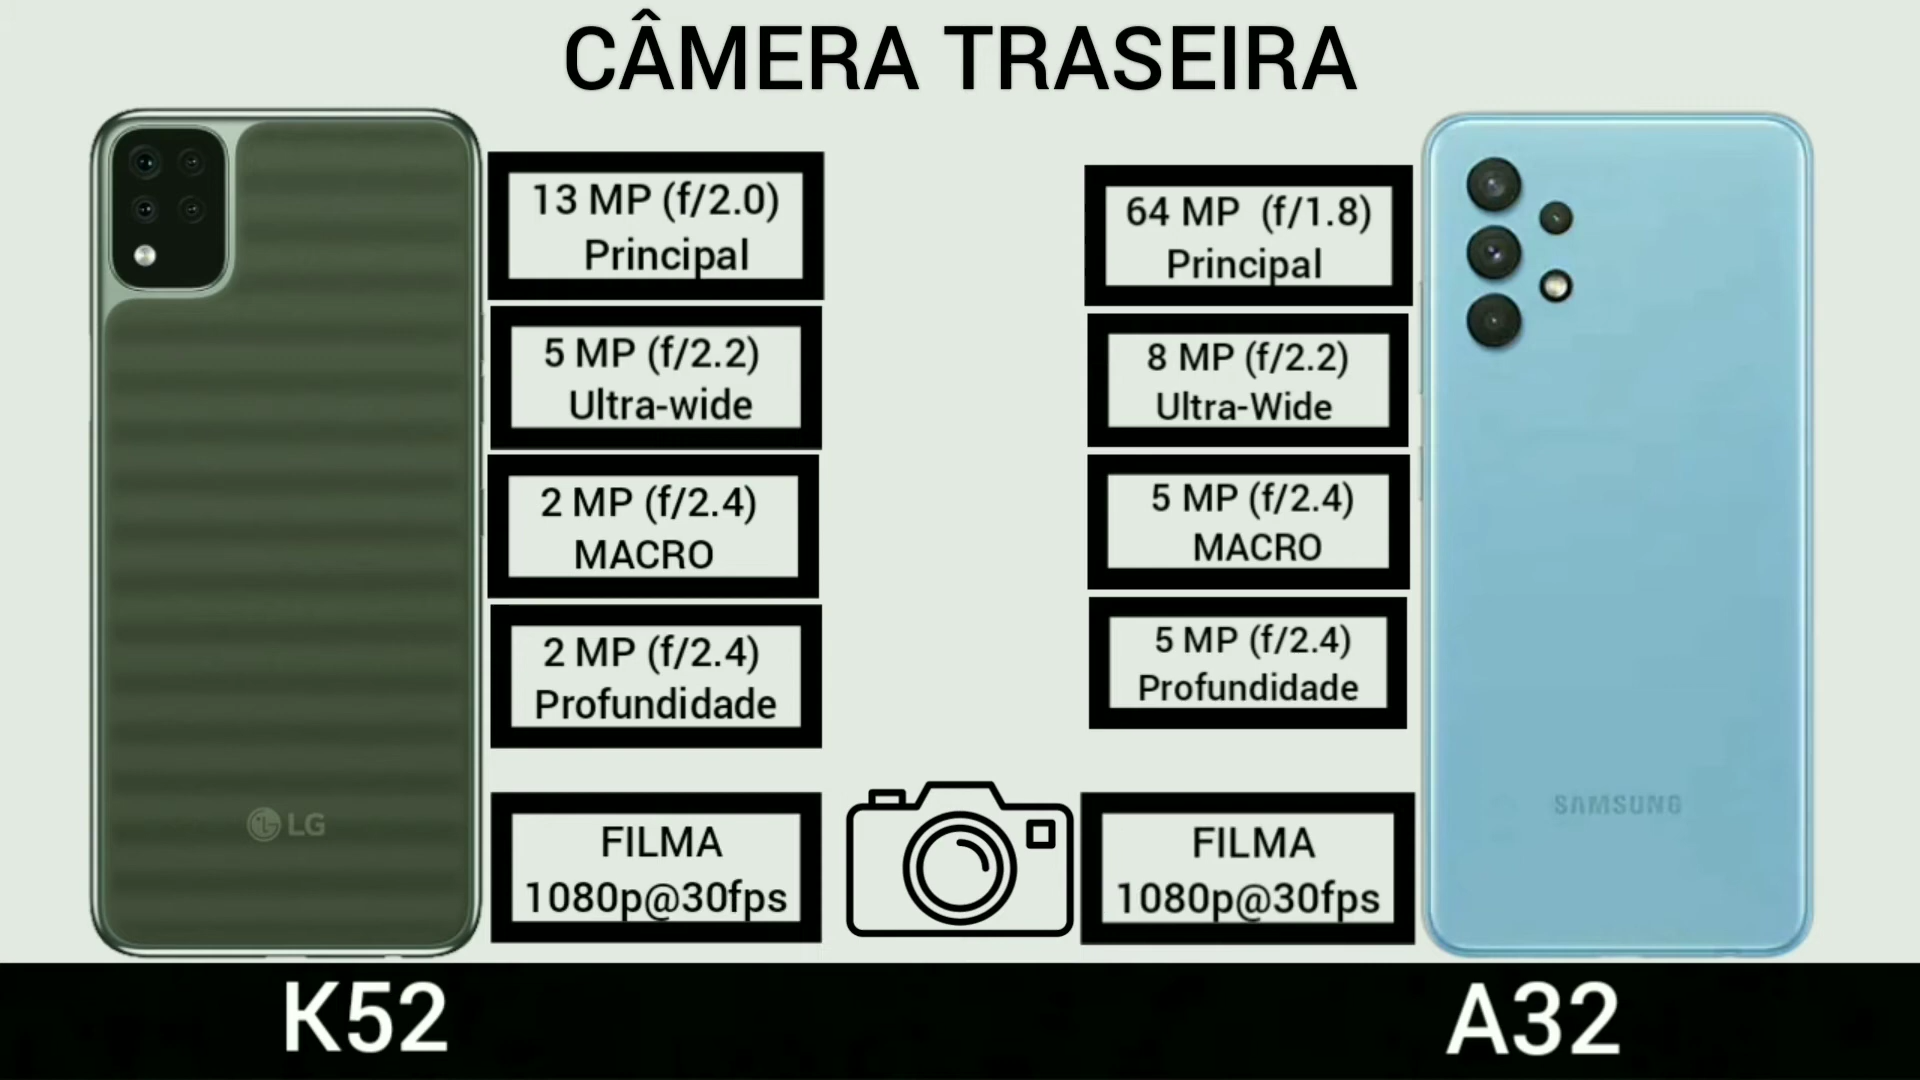 CÂMERA TRASEIRA
13 MP (f/2.0)
Principal
5 MP (f/2.2)
Ultra-wide
2 MP (f/2.4)
MACRO
2 MP (f/2.4)
Profundidade
FILMA
1080p@30fps
LG
K52
64 MP (f/1.8)
Principal
8 MP (f/2.2)
Ultra-Wide
5 MP (f/2.4)
MACRO
5 MP (f/2.4)
Profundidade
FILMA
1080p@30fps
SAMSUNG
A32